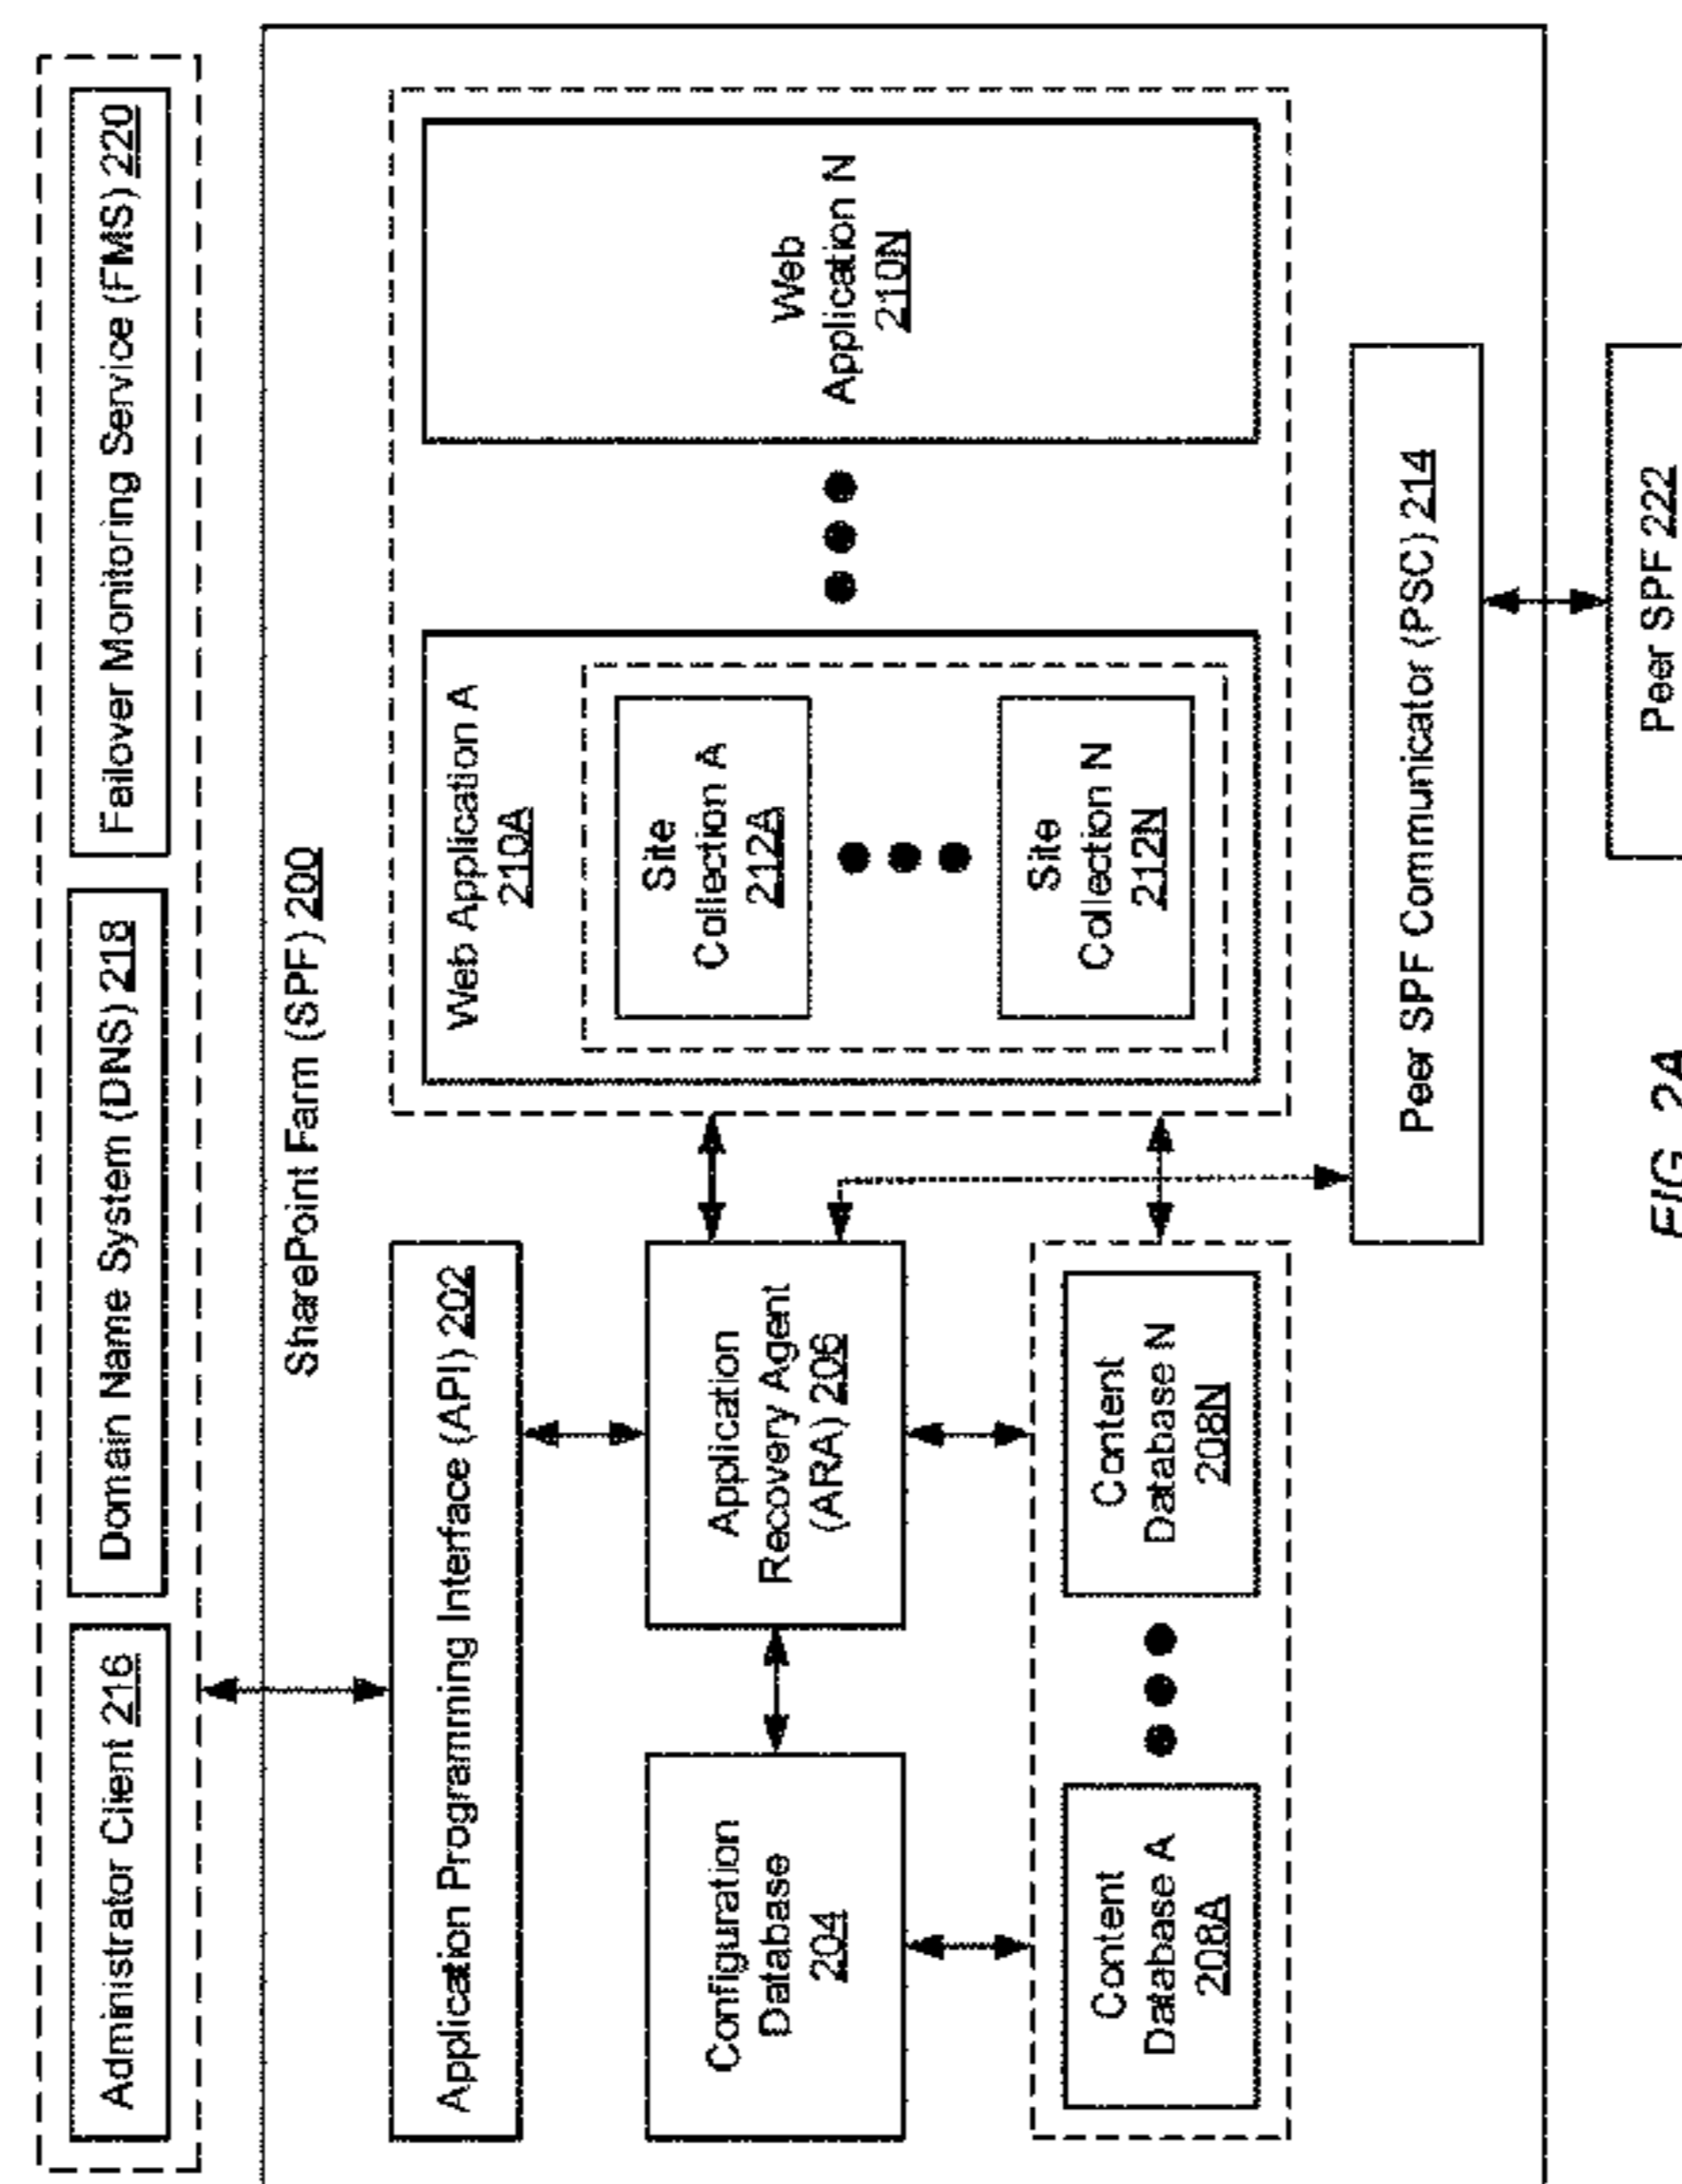 Administrator Client 216
Domain Name System (DNS) 218
Failover Monitoring Service (FMS) 220
SharePoint Farm (SPF) 200
Application Programming Interface (API) 202
Configuration
Database
204
Application
Recovery Agent
(ARA) 206
Content
Database A
208A
Content
Database N
208N
Web Application A
210A
Site
Collection A
212A
Site
Collection N
212N
Web
Application N
210N
Peer SPF Communicator (PSC) 214
Peer SPF 222
FIG. 2A